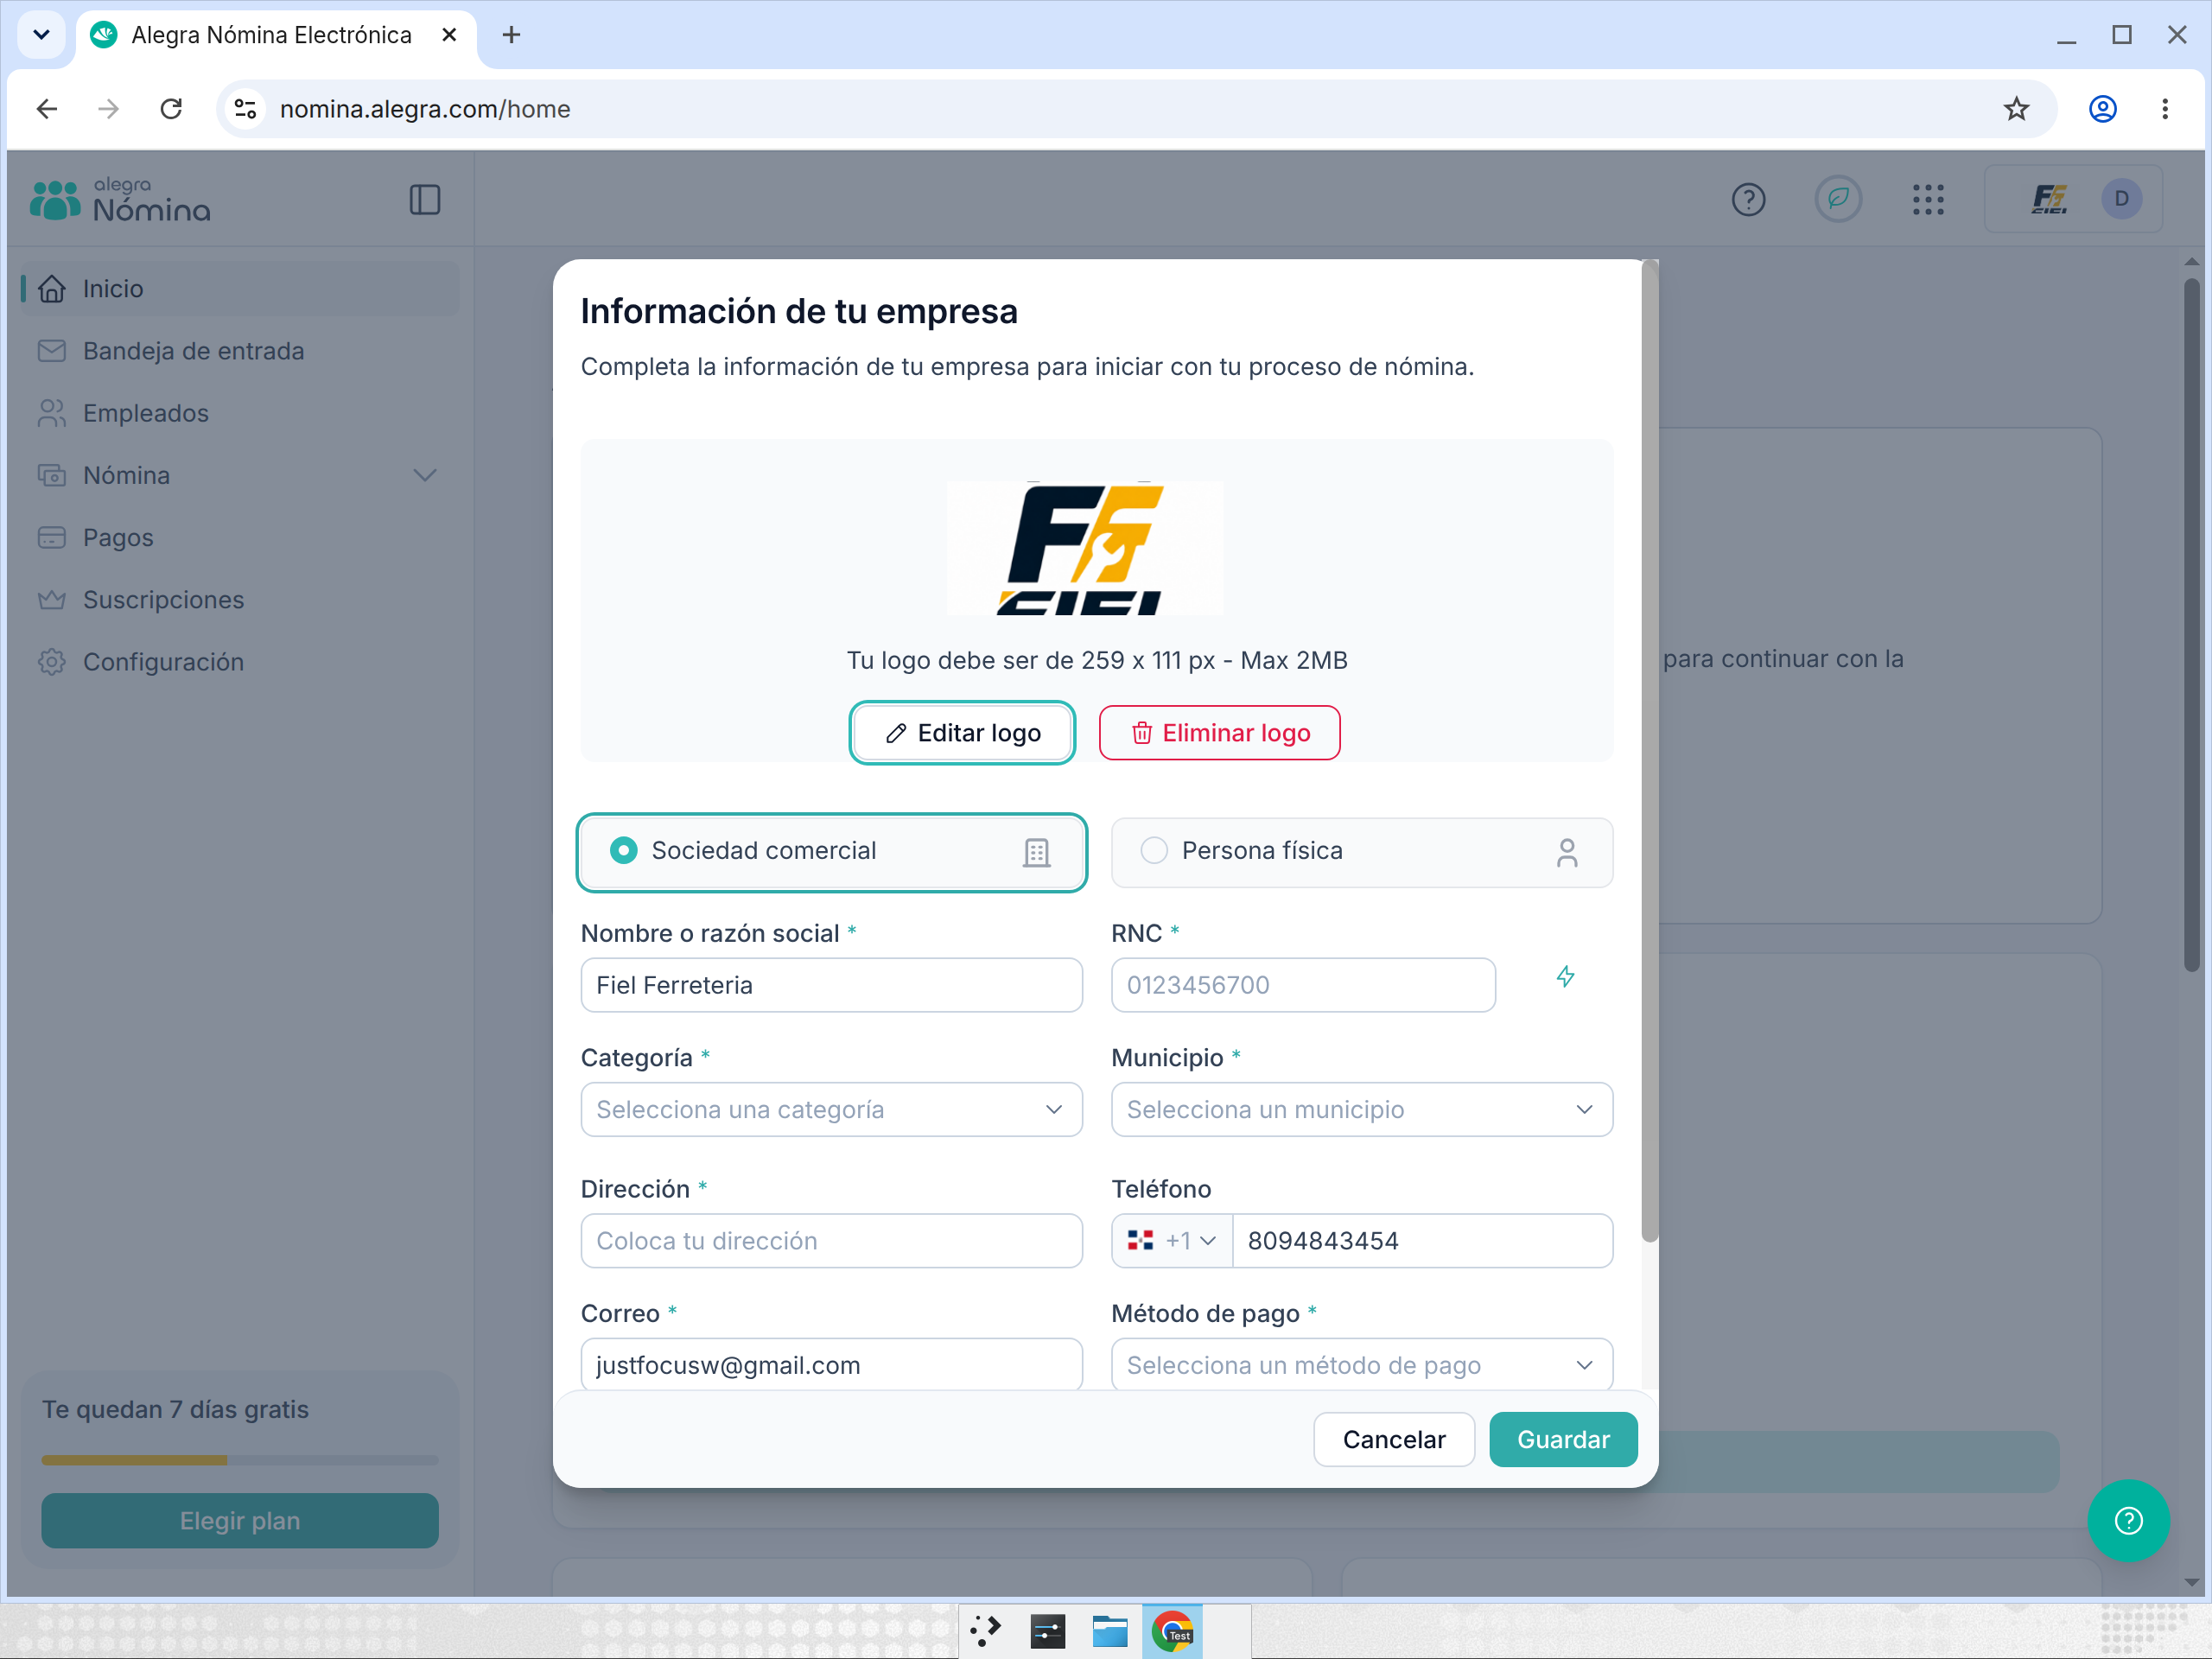 Alegra Nómina Electrónica
nomina.alegra.com/home
alegra
Nómina
D
Inicio
Bandeja de entrada
Empleados
Nómina
Pagos
Suscripciones
Configuración
Te quedan 7 días gratis
Elegir plan
Información de tu empresa
Completa la información de tu empresa para iniciar con tu proceso de nómina.
para continuar con la
Tu logo debe ser de 259 x 111 px - Max 2MB
Editar logo
Eliminar logo
Sociedad comercial
Persona física
Nombre o razón social *
RNC *
Fiel Ferreteria
0123456700
Categoría *
Municipio *
Selecciona una categoría
Selecciona un municipio
Dirección *
Teléfono
Coloca tu dirección
+1
8094843454
Correo *
Método de pago *
justfocusw@gmail.com
Selecciona un método de pago
Cancelar
Guardar
Test